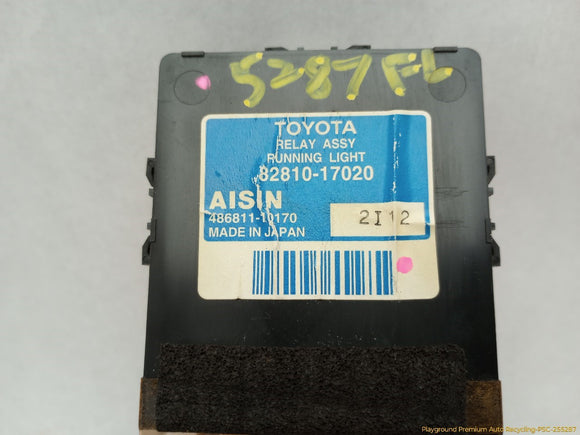 5287Fb
TOYOTA
RELAY ASSY
RUNNING LIGHT
82810-17020
AISIN
486811-10170
2I12
MADE IN JAPAN
Playground Premium Auto Recycling-PSC-255287